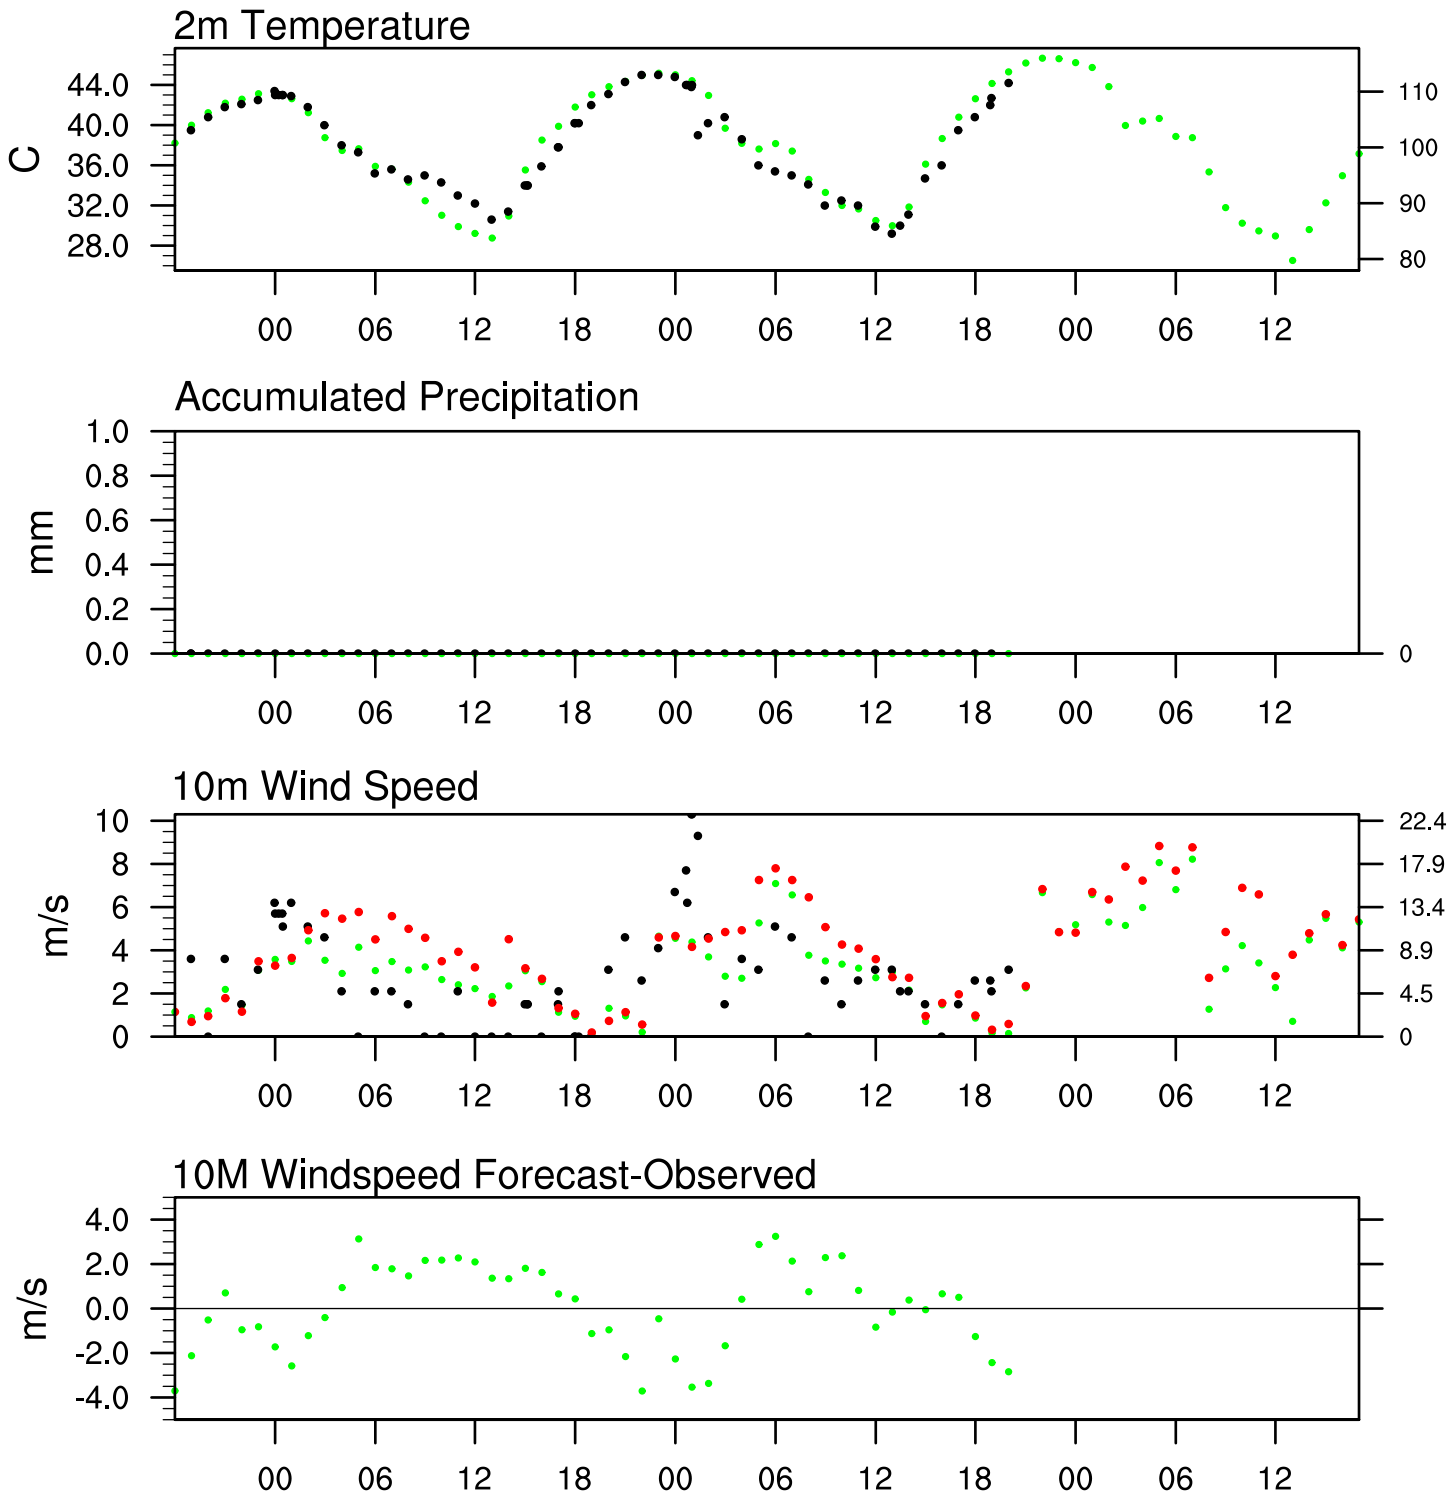 2m Temperature
44.0
40.0
36.0
32.0
28.0
C
110
100
90
80
00 06 12 18 00 06 12 18 00 06 12
Accumulated Precipitation
1.0
0.8
0.6
0.4
0.2
0.0
mm
0
00 06 12 18 00 06 12 18 00 06 12
10m Wind Speed
10
8
6
4
2
0
m/s
22.4
17.9
13.4
8.9
4.5
0
00 06 12 18 00 06 12 18 00 06 12
10M Windspeed Forecast-Observed
4.0
2.0
0.0
-2.0
-4.0
m/s
00 06 12 18 00 06 12 18 00 06 12